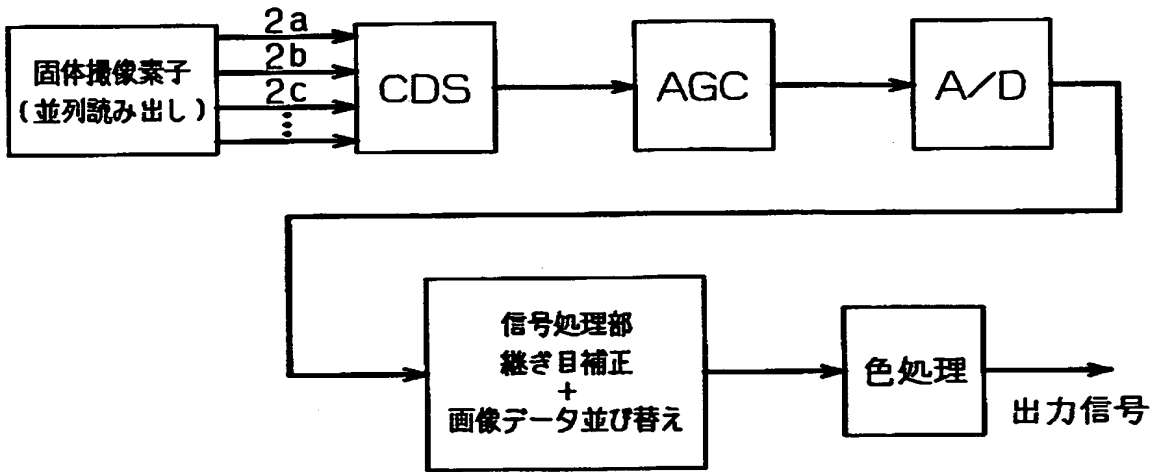 固体撮像素子
(並列読み出し)
2a
2b
2c
⋮
CDS
AGC
A/D
信号処理部
継ぎ目補正
+
画像データ並び替え
色処理
出力信号